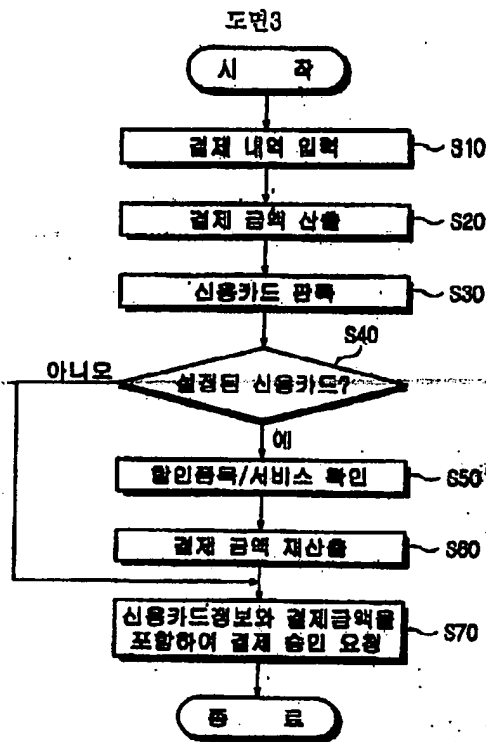 도면3
시 작
결제 내역 입력
S10
결제 금액 산출
S20
신용카드 판독
S30
S40
아니오
설정된 신용카드?
예
할인품목/서비스 확인
S50
결제 금액 재산출
S60
신용카드정보와 결제금액을
포함하여 결제 승인 요청
S70
종 료